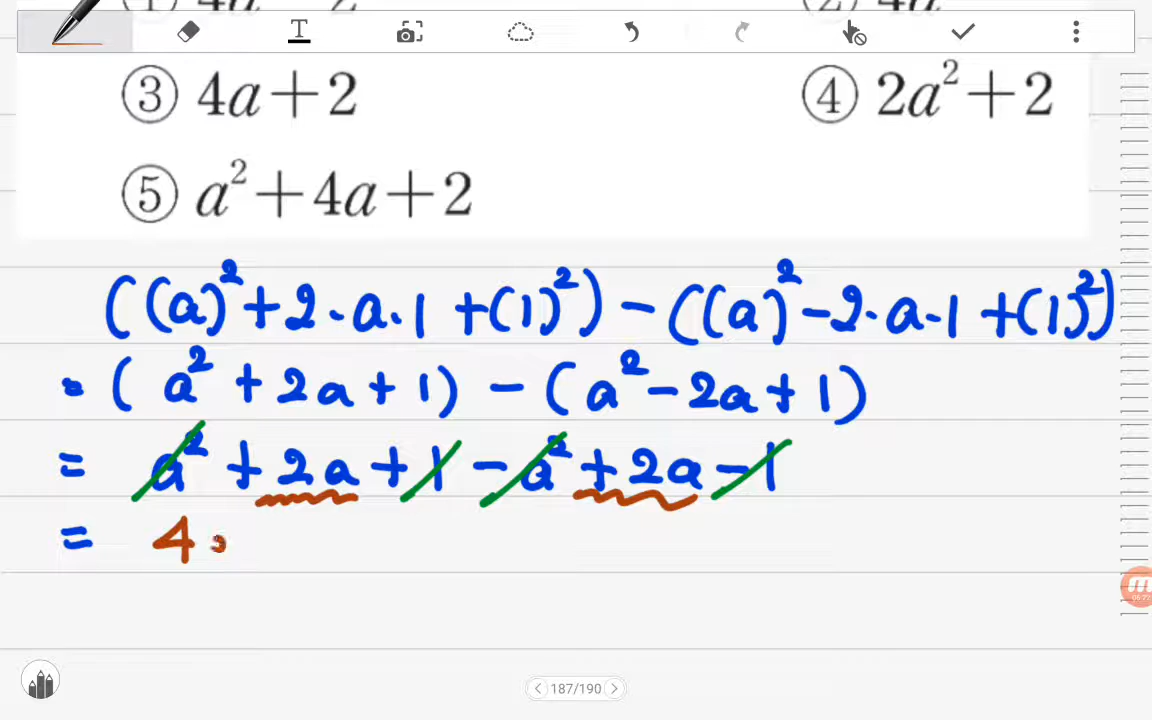 ③ 4a+2 ④ 2a²+2
⑤ a²+4a+2
((a)²+2·a·1+(1)²)-((a)²-2·a·1+(1)²)
= (a²+2a+1)-(a²-2a+1)
= a²+2a+1-a²+2a-1
= 4
187/190